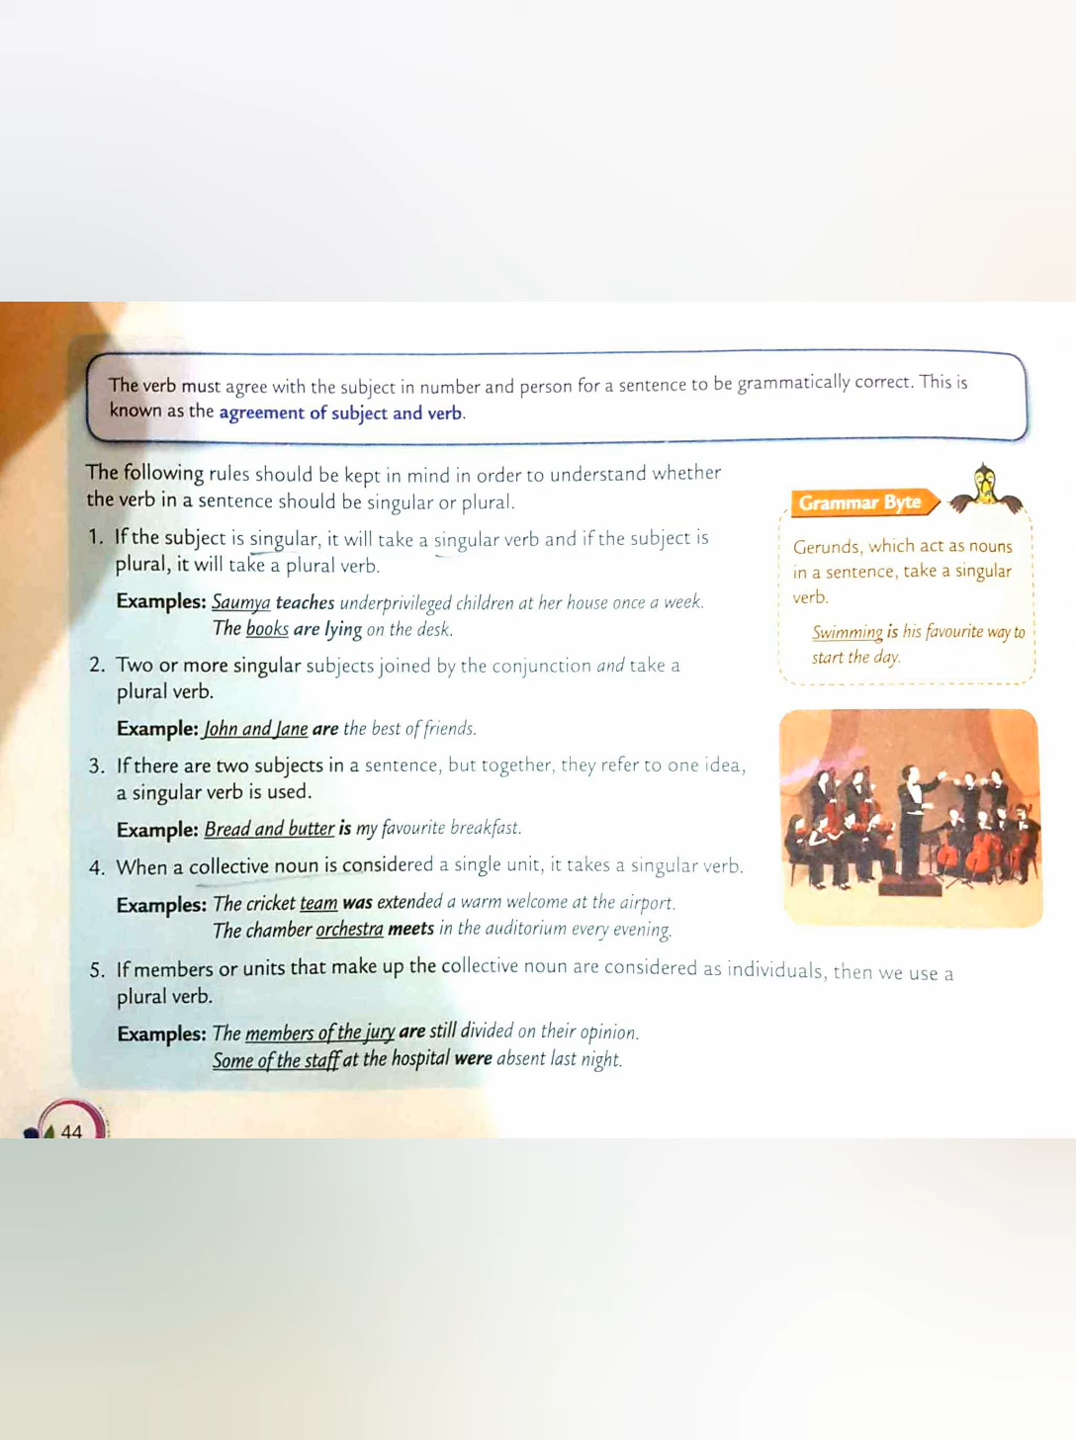 The verb must agree with the subject in number and person for a sentence to be grammatically correct. This is
known as the agreement of subject and verb.
The following rules should be kept in mind in order to understand whether
the verb in a sentence should be singular or plural.
1. If the subject is singular, it will take a singular verb and if the subject is
plural, it will take a plural verb.
Examples: Saumya teaches underprivileged children at her house once a week.
The books are lying on the desk.
2. Two or more singular subjects joined by the conjunction and take a
plural verb.
Example: John and Jane are the best of friends.
3. If there are two subjects in a sentence, but together, they refer to one idea,
a singular verb is used.
Example: Bread and butter is my favourite breakfast.
4. When a collective noun is considered a single unit, it takes a singular verb.
Examples: The cricket team was extended a warm welcome at the airport.
The chamber orchestra meets in the auditorium every evening.
5. If members or units that make up the collective noun are considered as individuals, then we use a
plural verb.
Examples: The members of the jury are still divided on their opinion.
Some of the staff at the hospital were absent last night.
Grammar Byte
Gerunds, which act as nouns
in a sentence, take a singular
verb.
Swimming is his favourite way to
start the day.
44